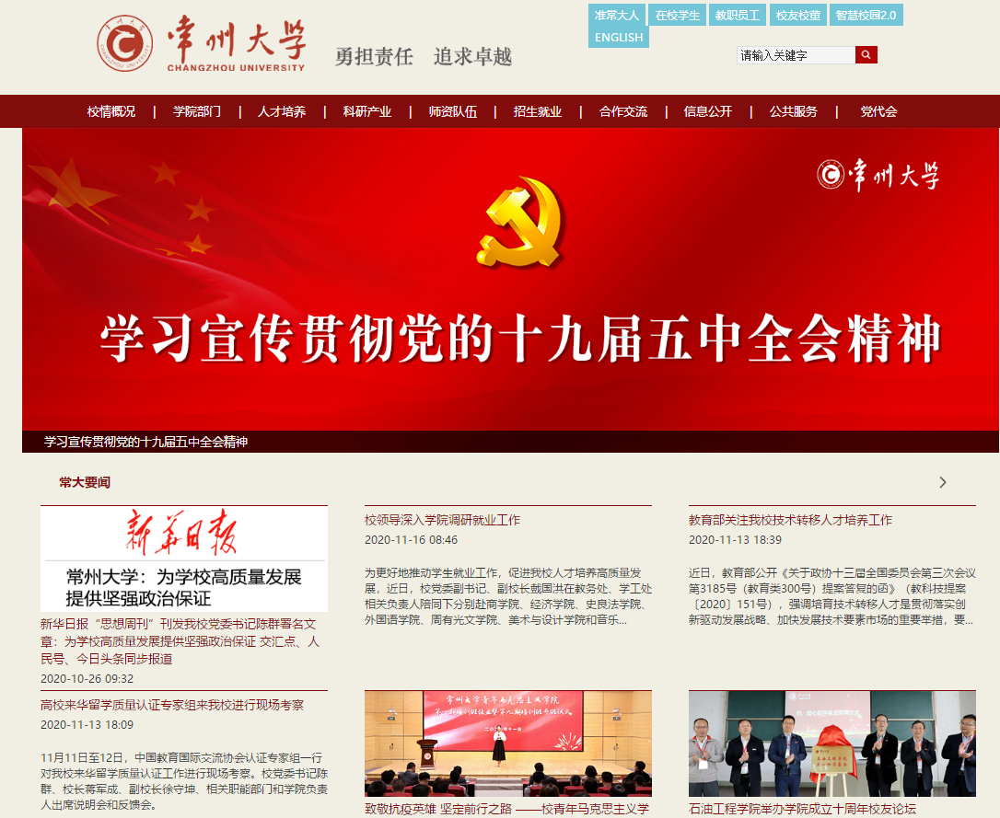 常州大学
CHANGZHOU UNIVERSITY
勇担责任 追求卓越
准常大人 在校学生 教职员工 校友校董 智慧校园2.0
ENGLISH
请输入关键字
校情概况 | 学院部门 | 人才培养 | 科研产业 | 师资队伍 | 招生就业 | 合作交流 | 信息公开 | 公共服务 | 党代会
常州大学
学习宣传贯彻党的十九届五中全会精神
学习宣传贯彻党的十九届五中全会精神
常大要闻
新华日报
常州大学：为学校高质量发展
提供坚强政治保证
新华日报“思想周刊”刊发我校党委书记陈群署名文
章：为学校高质量发展提供坚强政治保证 交汇点、人
民号、今日头条同步报道
2020-10-26 09:32
校领导深入学院调研就业工作
2020-11-16 08:46
为更好地推动学生就业工作，促进我校人才培养高质量发
展，近日，校党委副书记、副校长戴国洪在教务处、学工处
相关负责人陪同下分别赴商学院、经济学院、史良法学院、
外国语学院、周有光文学院、美术与设计学院和音乐...
教育部关注我校技术转移人才培养工作
2020-11-13 18:39
近日，教育部公开《关于政协十三届全国委员会第三次会议
第3185号（教育类300号）提案答复的函》（教科技提案
〔2020〕151号），强调培育技术转移人才是贯彻落实创
新驱动发展战略、加快发展技术要素市场的重要举措，要...
高校来华留学质量认证专家组来我校进行现场考察
2020-11-13 18:09
11月11日至12日，中国教育国际交流协会认证专家组一行
对我校来华留学质量认证工作进行现场考察。校党委书记陈
群、校长蒋军成、副校长徐守坤、相关职能部门和学院负责
人出席说明会和反馈会。
常州大学青年马克思主义学院
致敬抗疫英雄 坚定前行之路 ——校青年马克思主义学
石油工程学院举办学院成立十周年校友论坛